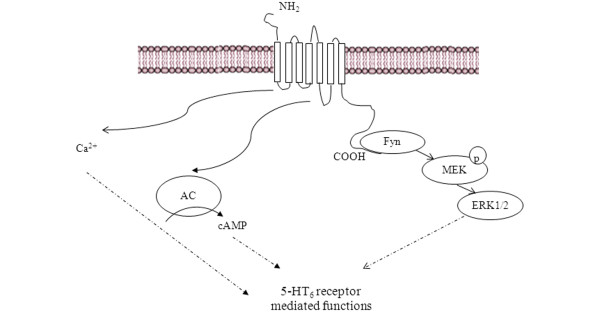 NH₂
Fyn
COOH
p
MEK
Ca²⁺
AC
ERK1/2
cAMP
5-HT₆ receptor
mediated functions